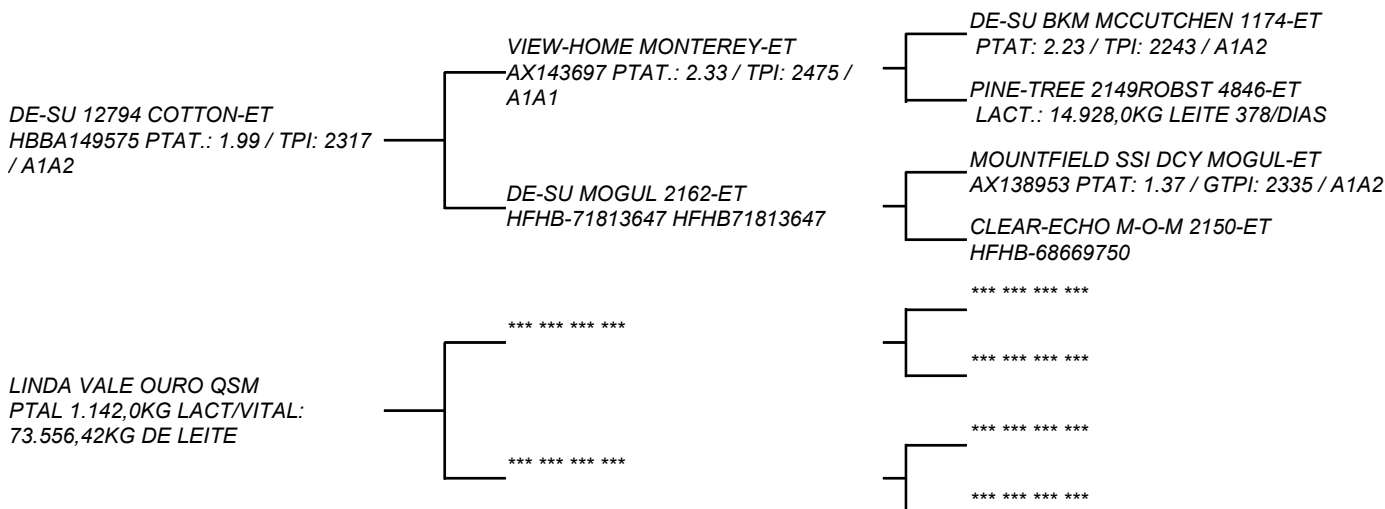 DE-SU 12794 COTTON-ET
HBBA149575 PTAT.: 1.99 / TPI: 2317
/ A1A2
VIEW-HOME MONTEREY-ET
AX143697 PTAT.: 2.33 / TPI: 2475 /
A1A1
DE-SU BKM MCCUTCHEN 1174-ET
PTAT: 2.23 / TPI: 2243 / A1A2
PINE-TREE 2149ROBST 4846-ET
LACT.: 14.928,0KG LEITE 378/DIAS
DE-SU MOGUL 2162-ET
HFHB-71813647 HFHB71813647
MOUNTFIELD SSI DCY MOGUL-ET
AX138953 PTAT: 1.37 / GTPI: 2335 / A1A2
CLEAR-ECHO M-O-M 2150-ET
HFHB-68669750
LINDA VALE OURO QSM
PTAL 1.142,0KG LACT/VITAL:
73.556,42KG DE LEITE
*** *** *** ***
*** *** *** ***
*** *** *** ***
*** *** *** ***
*** *** *** ***
*** *** *** ***